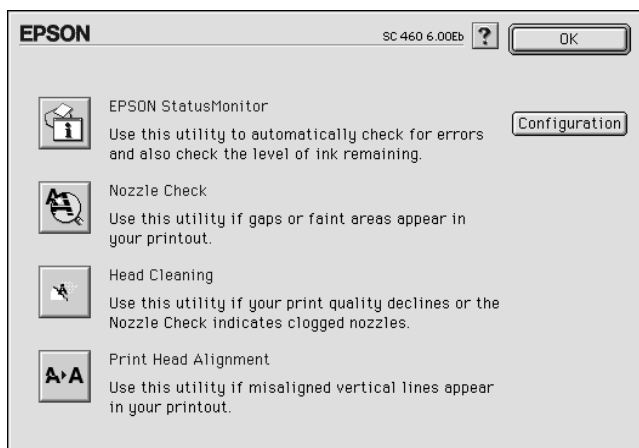 EPSON
SC 460 6.00Eb ? OK
EPSON StatusMonitor
Use this utility to automatically check for errors
and also check the level of ink remaining.
Configuration
Nozzle Check
Use this utility if gaps or faint areas appear in
your printout.
Head Cleaning
Use this utility if your print quality declines or the
Nozzle Check indicates clogged nozzles.
Print Head Alignment
Use this utility if misaligned vertical lines appear
in your printout.
A A